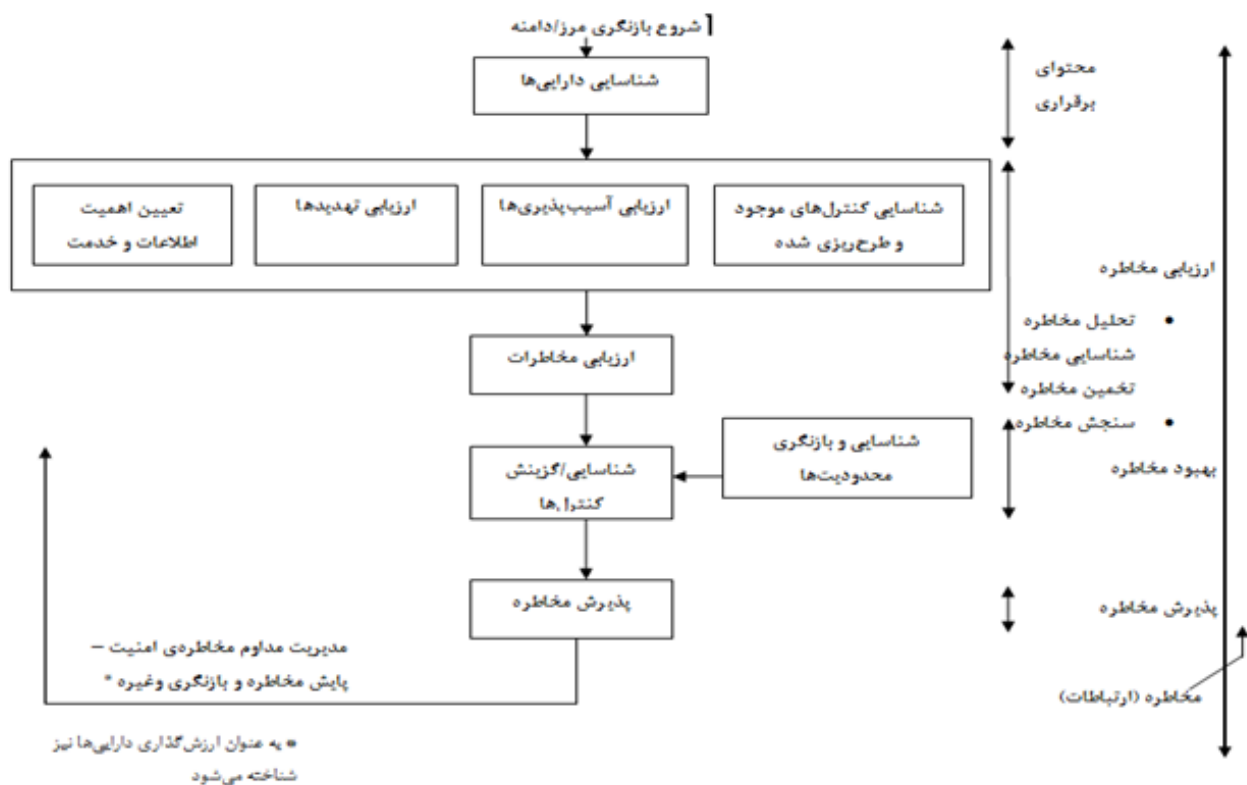 شروع بازنگری مرز/دامنه
شناسایی دارایی‌ها
محتوای
برقراری
شناسایی کنترل‌های موجود
و طرح‌ریزی شده
ارزیابی آسیب‌پذیری‌ها
ارزیابی تهدیدها
تعیین اهمیت
اطلاعات و خدمت
ارزیابی مخاطره
• تحلیل مخاطره
شناسایی مخاطره
تخمین مخاطره
• سنجش مخاطره
ارزیابی مخاطرات
شناسایی و بازنگری
محدودیت‌ها
شناسایی/گزینش
کنترل‌ها
بهبود مخاطره
پذیرش مخاطره
پذیرش مخاطره
مدیریت مداوم مخاطره‌ی امنیت –
پایش مخاطره و بازنگری وغیره *
مخاطره (ارتباطات)
* به عنوان ارزش‌گذاری دارایی‌ها نیز
شناخته می‌شود